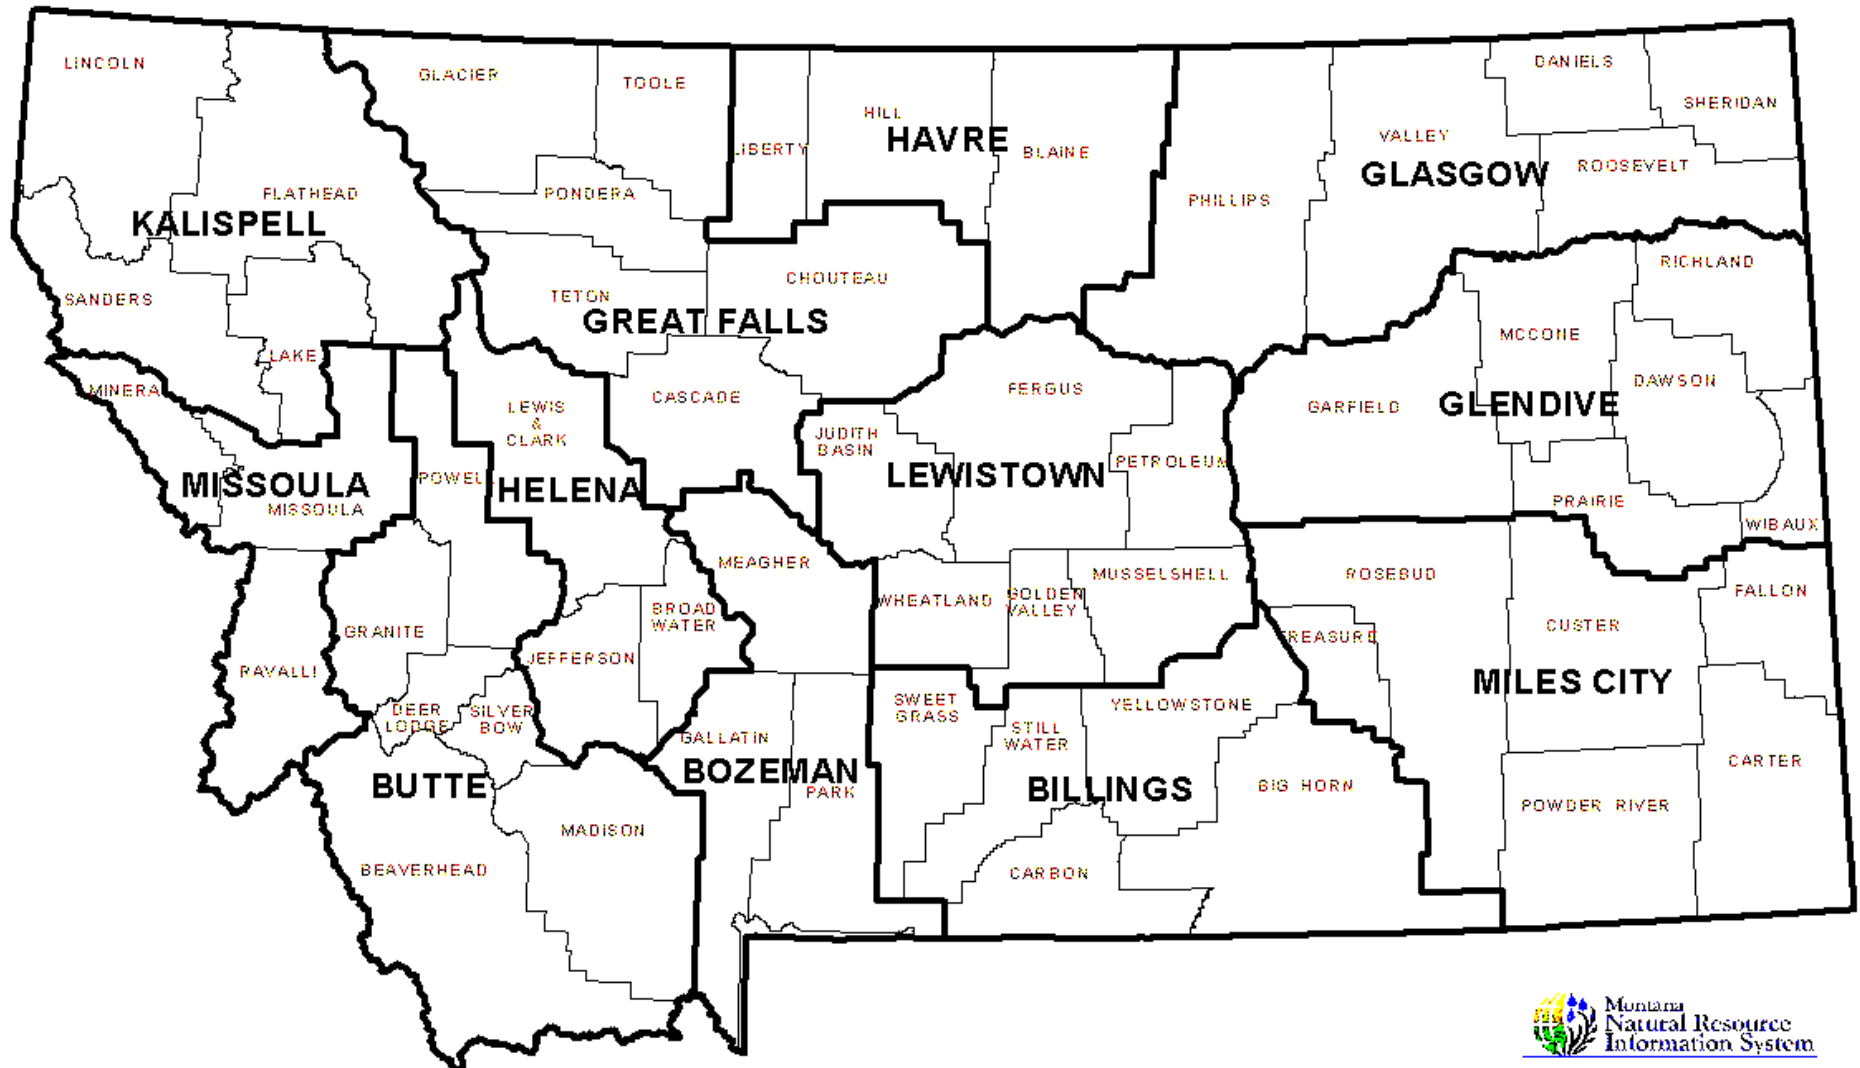 LINCOLN
GLACIER
TOOLE
DANIELS
SHERIDAN
HILL
HAVRE
LIBERTY
BLAINE
VALLEY
GLASGOW
ROOSEVELT
PHILLIPS
FLATHEAD
KALISPELL
PONDERA
SANDERS
TETON
CHOUTEAU
GREAT FALLS
RICHLAND
MCCONE
LAKE
MINERA
CASCADE
LEWIS
&
CLARK
FERGUS
JUDITH
BASIN
GARFIELD
GLENDIVE
DAWSON
LEWISTOWN
PETROLEUM
MISSOULA
MISSOULA
POWEL
HELENA
PRAIRIE
WIBAUX
MEAGHER
WHEATLAND
GOLDEN
VALLEY
MUSSELSHELL
ROSEBUD
FALLON
BROAD
WATER
GRANITE
JEFFERSON
RAVALLI
TREASURE
CUSTER
MILES CITY
DEER
LODGE
SILVER
BOW
SWEET
GRASS
STILL
WATER
YELLOWSTONE
GALLATIN
BOZEMAN
PARK
BUTTE
BILLINGS
BIG HORN
CARTER
POWDER RIVER
MADISON
BEAVERHEAD
CARBON
Montana
Natural Resource
Information System